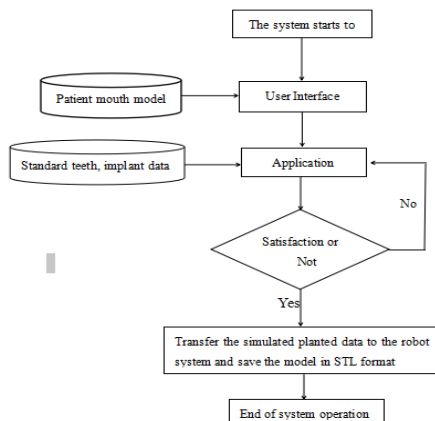 The system starts to
Patient mouth model
User Interface
Standard teeth, implant data
Application
No
Satisfaction or
Not
Yes
Transfer the simulated planted data to the robot
system and save the model in STL format
End of system operation